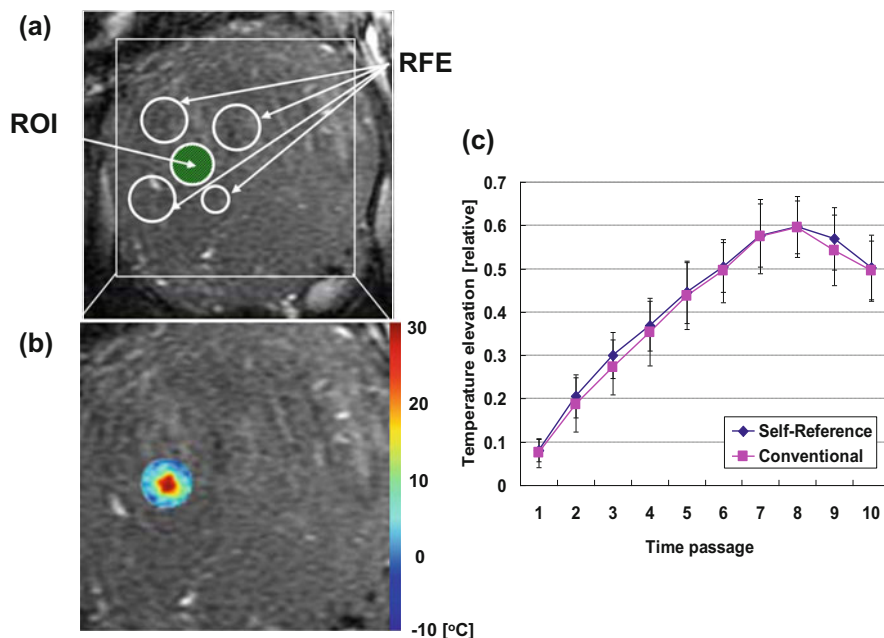 (a)
RFE
ROI
(b)
30
20
10
0
-10 [°C]
(c)
Temperature elevation [relative]
0.7
0.6
0.5
0.4
0.3
0.2
0.1
0
Self-Reference
Conventional
1 2 3 4 5 6 7 8 9 10
Time passage